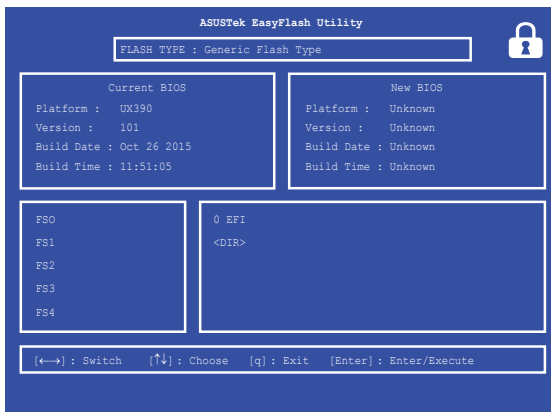 ASUSTek EasyFlash Utility
FLASH TYPE : Generic Flash Type
Current BIOS
Platform : UX390
Version : 101
Build Date : Oct 26 2015
Build Time : 11:51:05
New BIOS
Platform : Unknown
Version : Unknown
Build Date : Unknown
Build Time : Unknown
FSO
FS1
FS2
FS3
FS4
0 EFI
<DIR>
[←→] : Switch [↑↓] : Choose [q] : Exit [Enter] : Enter/Execute